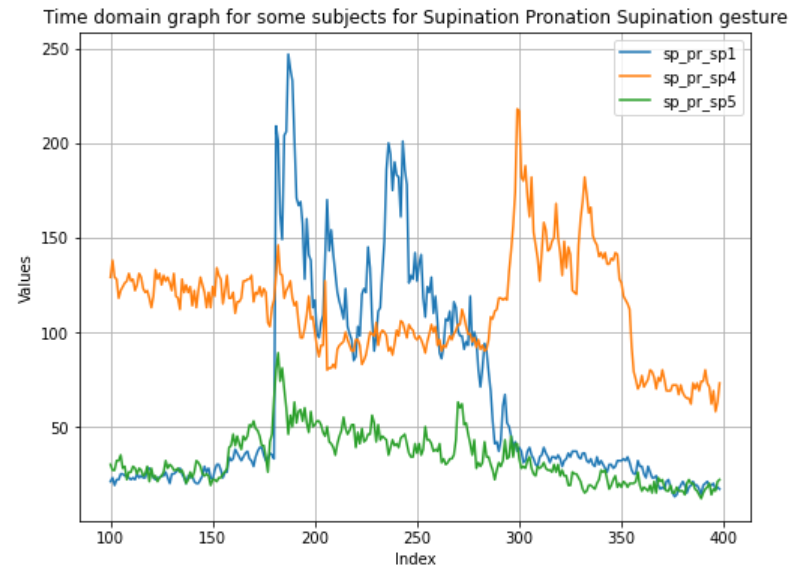 Time domain graph for some subjects for Supination Pronation Supination gesture
250
200
150
100
50
Values
sp_pr_sp1
sp_pr_sp4
sp_pr_sp5
100 150 200 250 300 350 400
Index